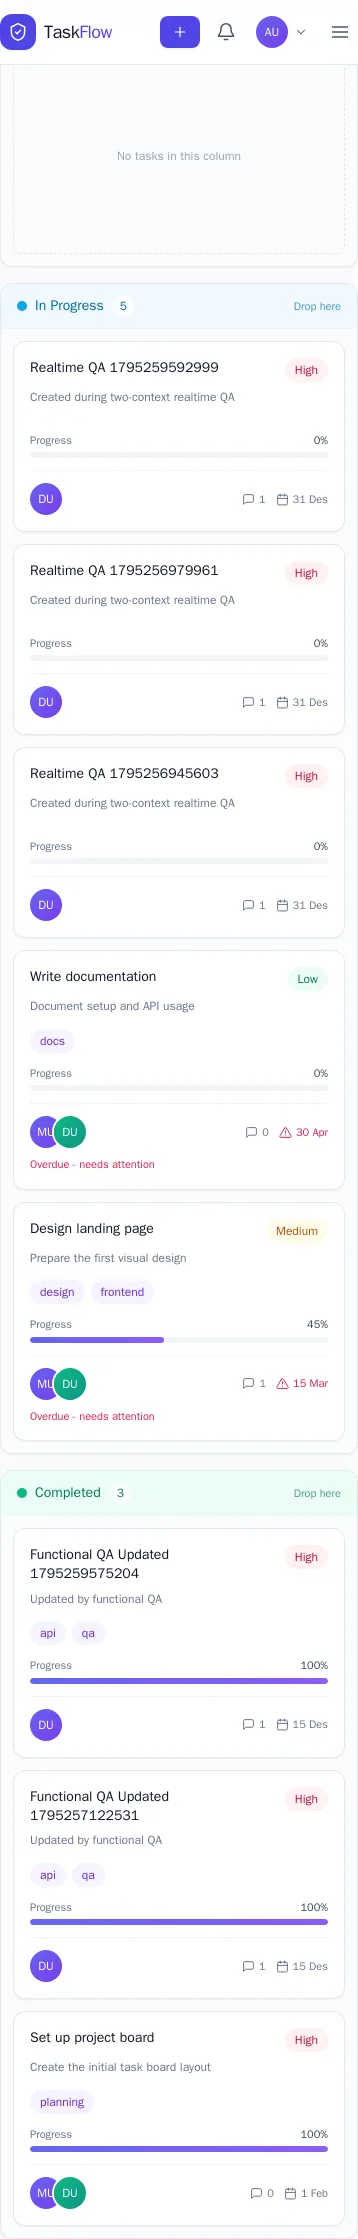 TaskFlow
AU
No tasks in this column
In Progress 5 Drop here
Realtime QA 1795259592999 High
Created during two-context realtime QA
Progress 0%
DU 1 31 Des
Realtime QA 1795256979961 High
Created during two-context realtime QA
Progress 0%
DU 1 31 Des
Realtime QA 1795256945603 High
Created during two-context realtime QA
Progress 0%
DU 1 31 Des
Write documentation Low
Document setup and API usage
docs
Progress 0%
MU DU 0 30 Apr
Overdue - needs attention
Design landing page Medium
Prepare the first visual design
design frontend
Progress 45%
MU DU 1 15 Mar
Overdue - needs attention
Completed 3 Drop here
Functional QA Updated High
1795259575204
Updated by functional QA
api qa
Progress 100%
DU 1 15 Des
Functional QA Updated High
1795257122531
Updated by functional QA
api qa
Progress 100%
DU 1 15 Des
Set up project board High
Create the initial task board layout
planning
Progress 100%
MU DU 0 1 Feb